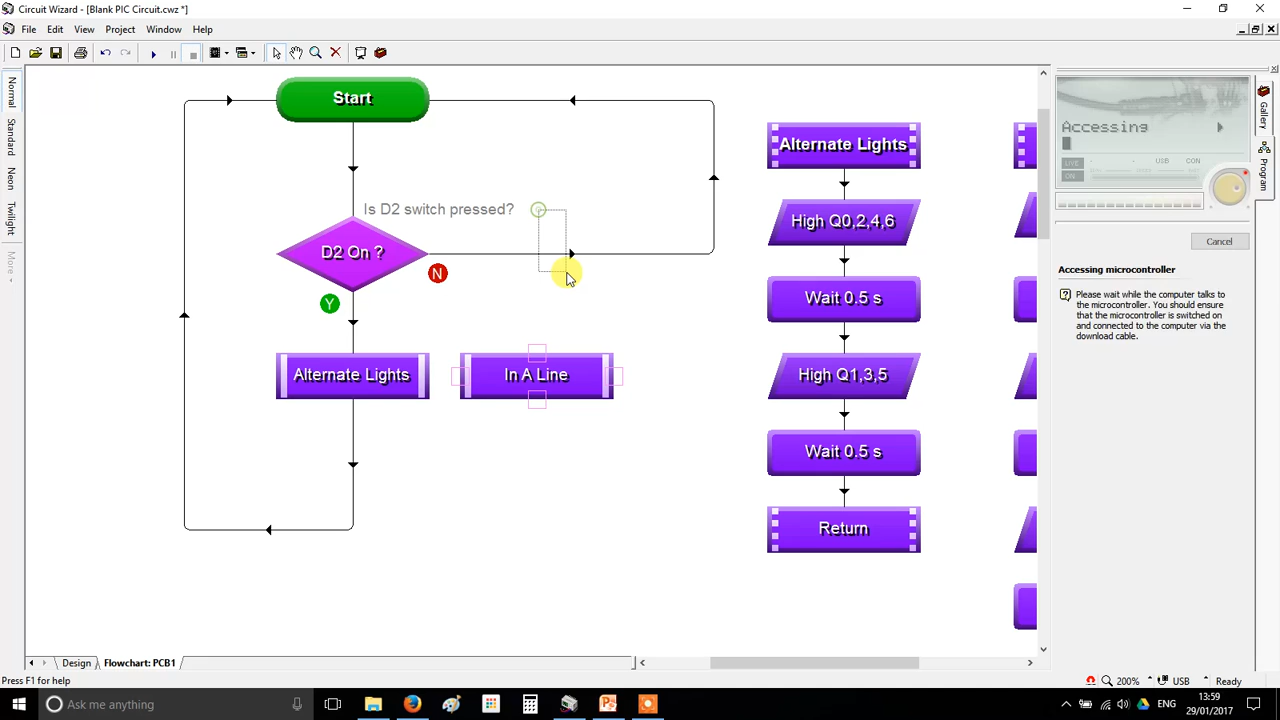 Circuit Wizard - [Blank PIC Circuit.cwz *]
File Edit View Project Window Help
Normal
Standard
Neon
Twilight
More
Start
Is D2 switch pressed?
D2 On ?
N
Y
Alternate Lights
In A Line
Alternate Lights
High Q0,2,4,6
Wait 0.5 s
High Q1,3,5
Wait 0.5 s
Return
Accessing
LIVE
ON
USB CON
Gallery
Program
Cancel
Accessing microcontroller
Please wait while the computer talks to
the microcontroller. You should ensure
that the microcontroller is switched on
and connected to the computer via the
download cable.
Design
Flowchart: PCB1
Press F1 for help
200%
USB
Ready
Ask me anything
ENG
13:59
29/01/2017